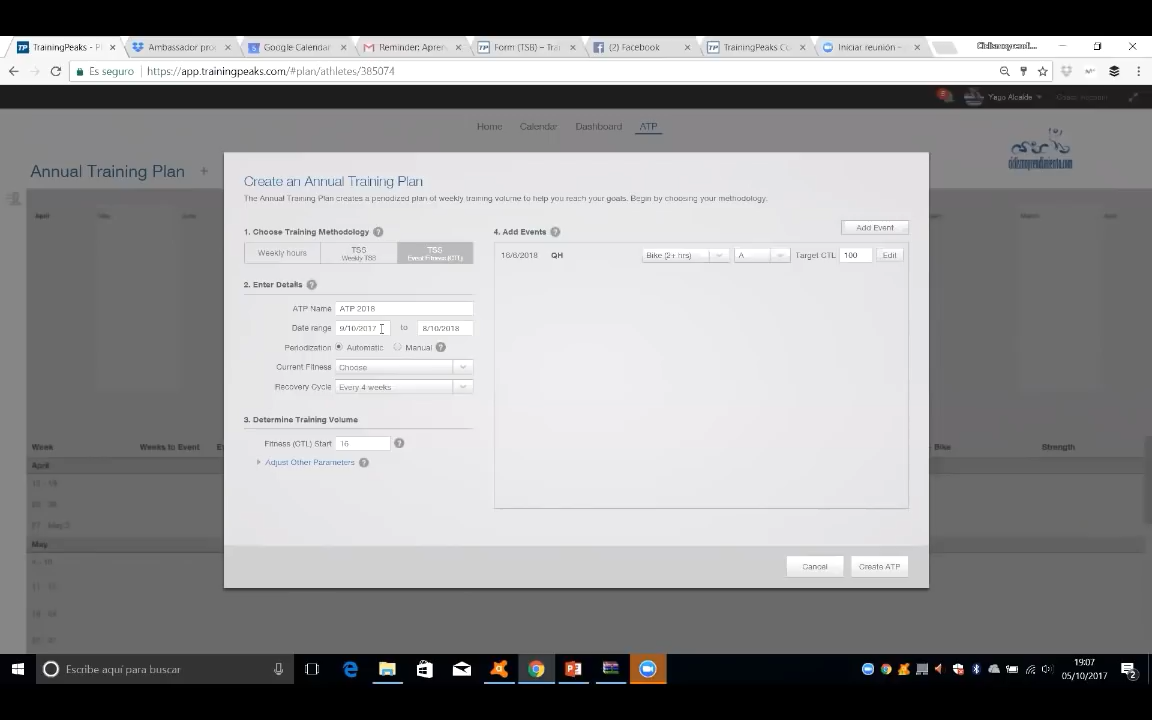 TrainingPeaks - P
Ambassador pro
Google Calendar
Reminder: Apren
Form (TSB) – Tra
(2) Facebook
TrainingPeaks Co
Iniciar reunión –
Es seguro
https://app.trainingpeaks.com/#plan/athletes/385074
Yago Alcalde
Home Calendar Dashboard ATP
Annual Training Plan +
ciclismoyrendimiento.com
April
June
Create an Annual Training Plan
The Annual Training Plan creates a periodized plan of weekly training volume to help you reach your goals. Begin by choosing your methodology.
1. Choose Training Methodology ?
Weekly hours
TSS
Weekly TSS
TSS
Event Fitness (CTL)
2. Enter Details ?
ATP Name ATP 2018
Date range 9/10/2017 to 8/10/2018
Periodization Automatic Manual ?
Current Fitness Choose
Recovery Cycle Every 4 weeks
3. Determine Training Volume
Fitness (CTL) Start 16 ?
Adjust Other Parameters ?
4. Add Events ?
Add Event
16/6/2018 QH Bike (2+ hrs) A Target CTL 100 Edit
Cancel Create ATP
Week Weeks to Event Bike Strength
April
May
Escribe aquí para buscar
19:07
05/10/2017
2